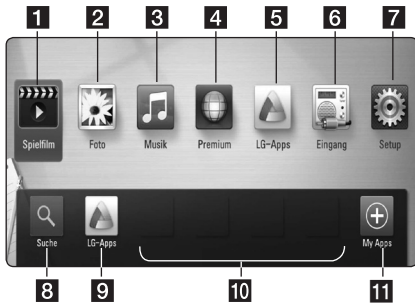 1 2 3 4 5 6 7
Spielfilm Foto Musik Premium LG-Apps Eingang Setup
Suche LG-Apps My Apps
8 9 10 11